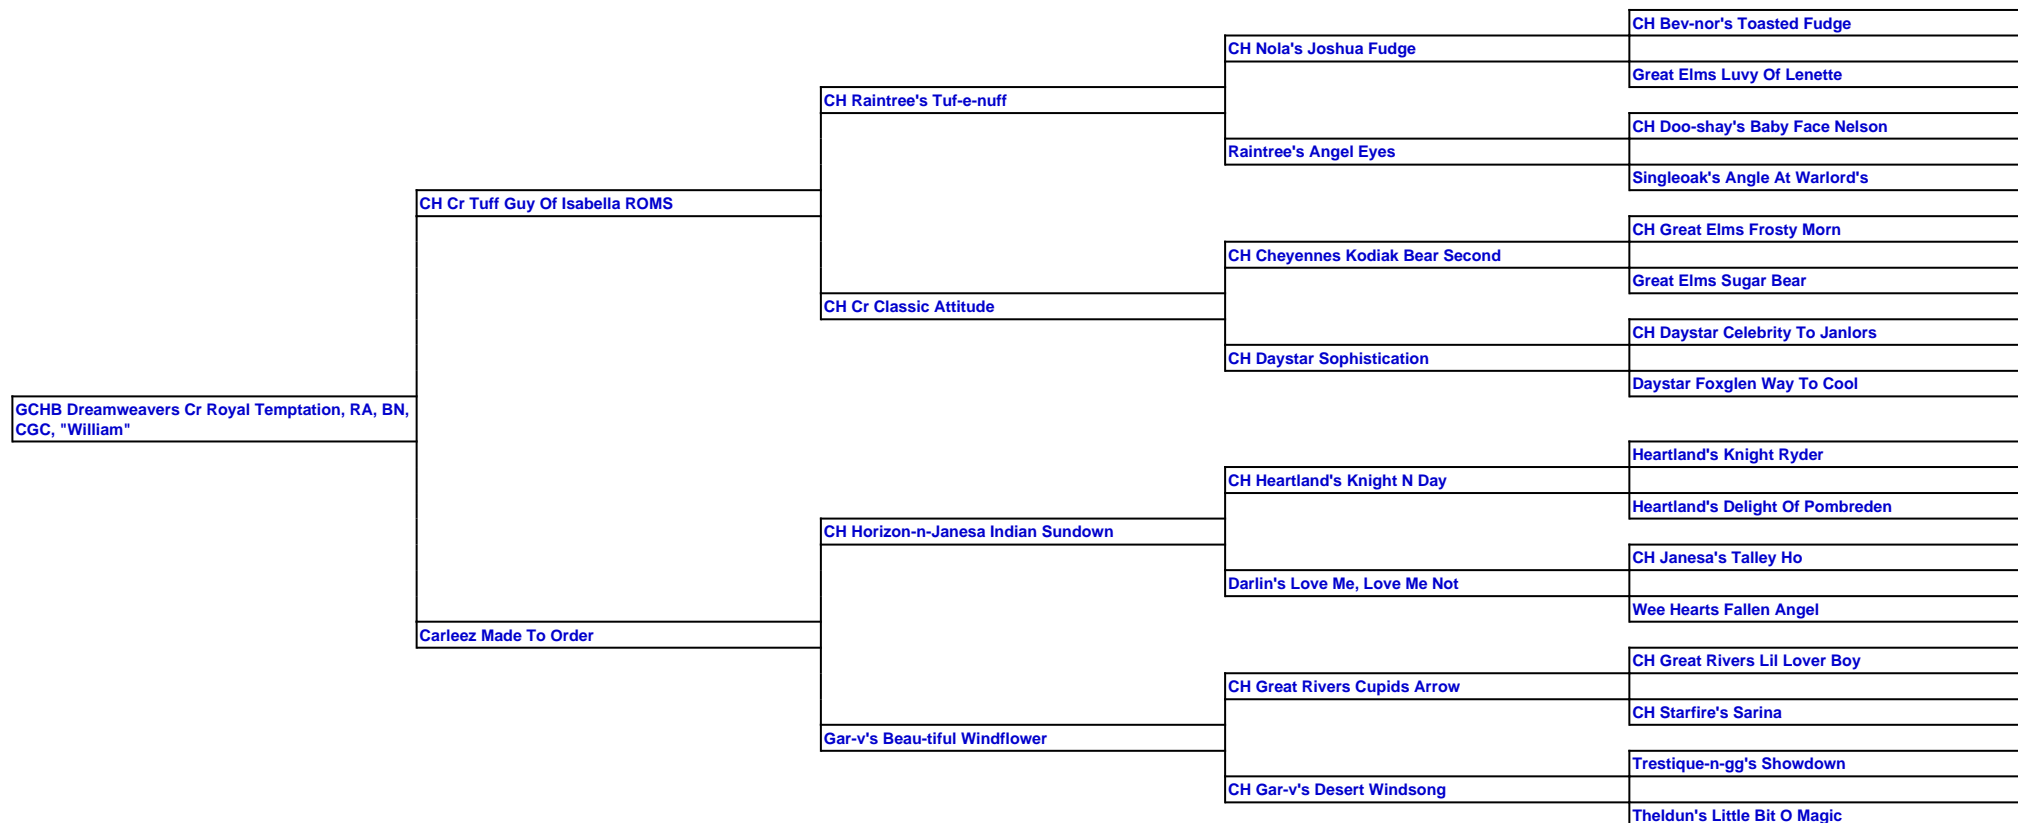 CH Bev-nor's Toasted Fudge
CH Nola's Joshua Fudge
Great Elms Luvy Of Lenette
CH Raintree's Tuf-e-nuff
CH Doo-shay's Baby Face Nelson
Raintree's Angel Eyes
Singleoak's Angle At Warlord's
CH Cr Tuff Guy Of Isabella ROMS
CH Great Elms Frosty Morn
CH Cheyennes Kodiak Bear Second
Great Elms Sugar Bear
CH Cr Classic Attitude
CH Daystar Celebrity To Janlors
CH Daystar Sophistication
Daystar Foxglen Way To Cool
GCHB Dreamweavers Cr Royal Temptation, RA, BN,
CGC, "William"
Heartland's Knight Ryder
CH Heartland's Knight N Day
Heartland's Delight Of Pombreden
CH Horizon-n-Janesa Indian Sundown
CH Janesa's Talley Ho
Darlin's Love Me, Love Me Not
Wee Hearts Fallen Angel
Carleez Made To Order
CH Great Rivers Lil Lover Boy
CH Great Rivers Cupids Arrow
CH Starfire's Sarina
Gar-v's Beau-tiful Windflower
Trestique-n-gg's Showdown
CH Gar-v's Desert Windsong
Theldun's Little Bit O Magic